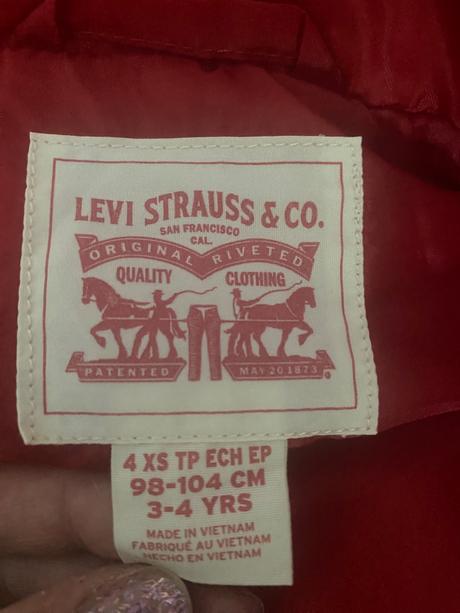 LEVI STRAUSS & CO.
SAN FRANCISCO
CAL.
ORIGINAL RIVETED
QUALITY CLOTHING
PATENTED MAY 20 1873
®
4 XS TP ECH EP
98-104 CM
3-4 YRS
MADE IN VIETNAM
FABRIQUÉ AU VIETNAM
HECHO EN VIETNAM